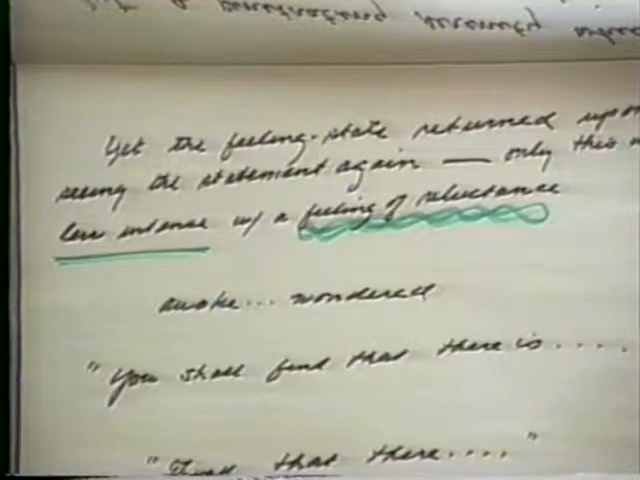 Yet the feeling-state returned upon
seeing the statement again — only this
less intense w/ a feeling of reluctance
awoke... wondered
"You shall find that there is.....
that there...."